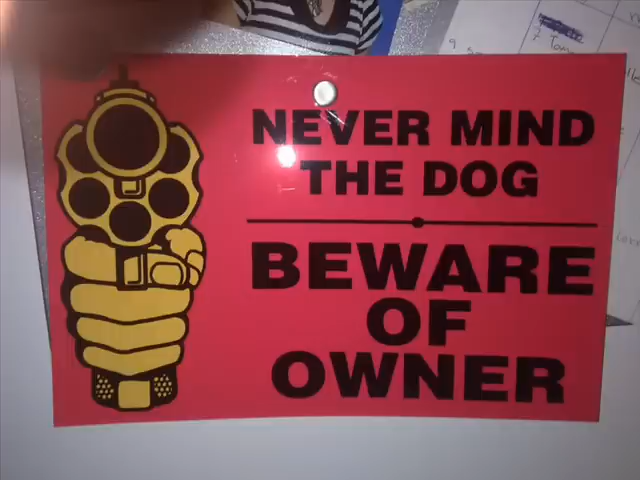 NEVER MIND
THE DOG
BEWARE
OF
OWNER